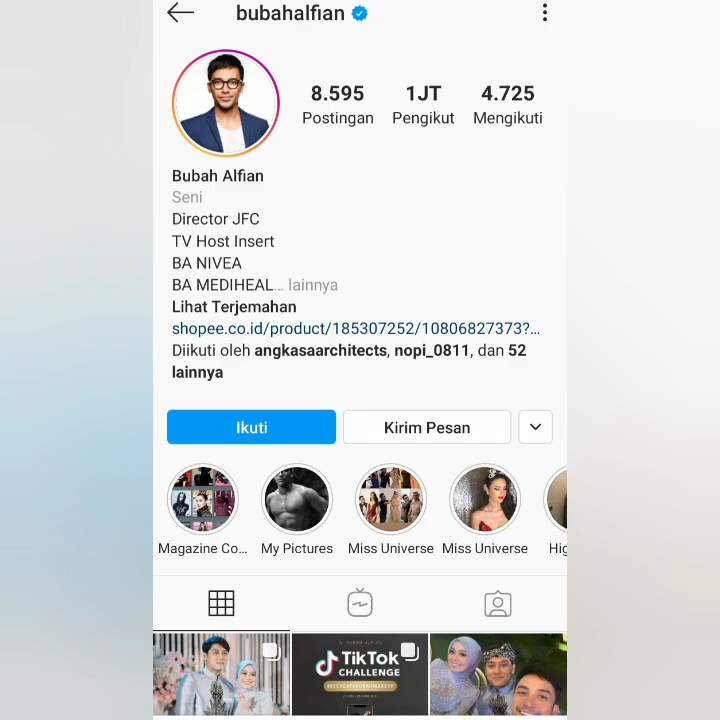 bubahalfian
8.595 1JT 4.725
Postingan Pengikut Mengikuti
Bubah Alfian
Seni
Director JFC
TV Host Insert
BA NIVEA
BA MEDIHEAL... lainnya
Lihat Terjemahan
shopee.co.id/product/185307252/10806827373?...
Diikuti oleh angkasaarchitects, nopi_0811, dan 52
lainnya
Ikuti Kirim Pesan
Magazine Co... My Pictures Miss Universe Miss Universe Hig
TikTok
CHALLENGE